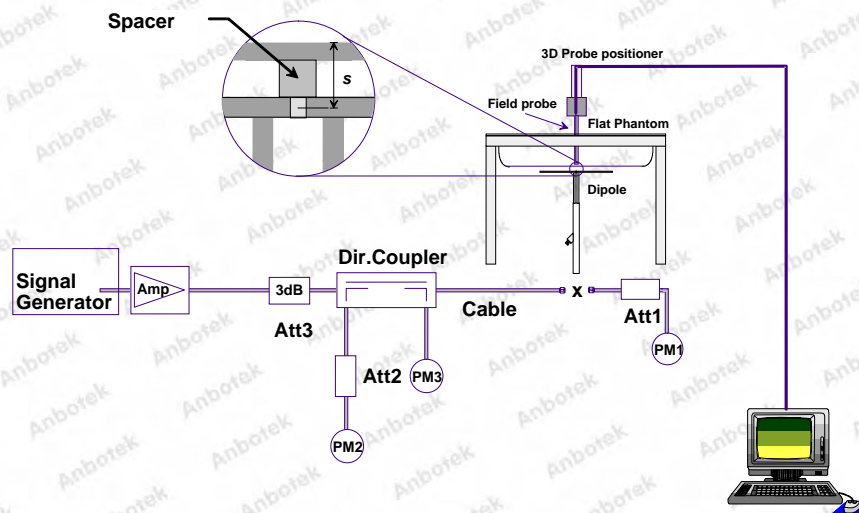 Spacer
s
3D Probe positioner
Field probe
Flat Phantom
Dipole
Dir.Coupler
Signal
Generator
Amp
3dB
Att3
Cable
x
Att1
PM1
Att2
PM3
PM2
Anbotek